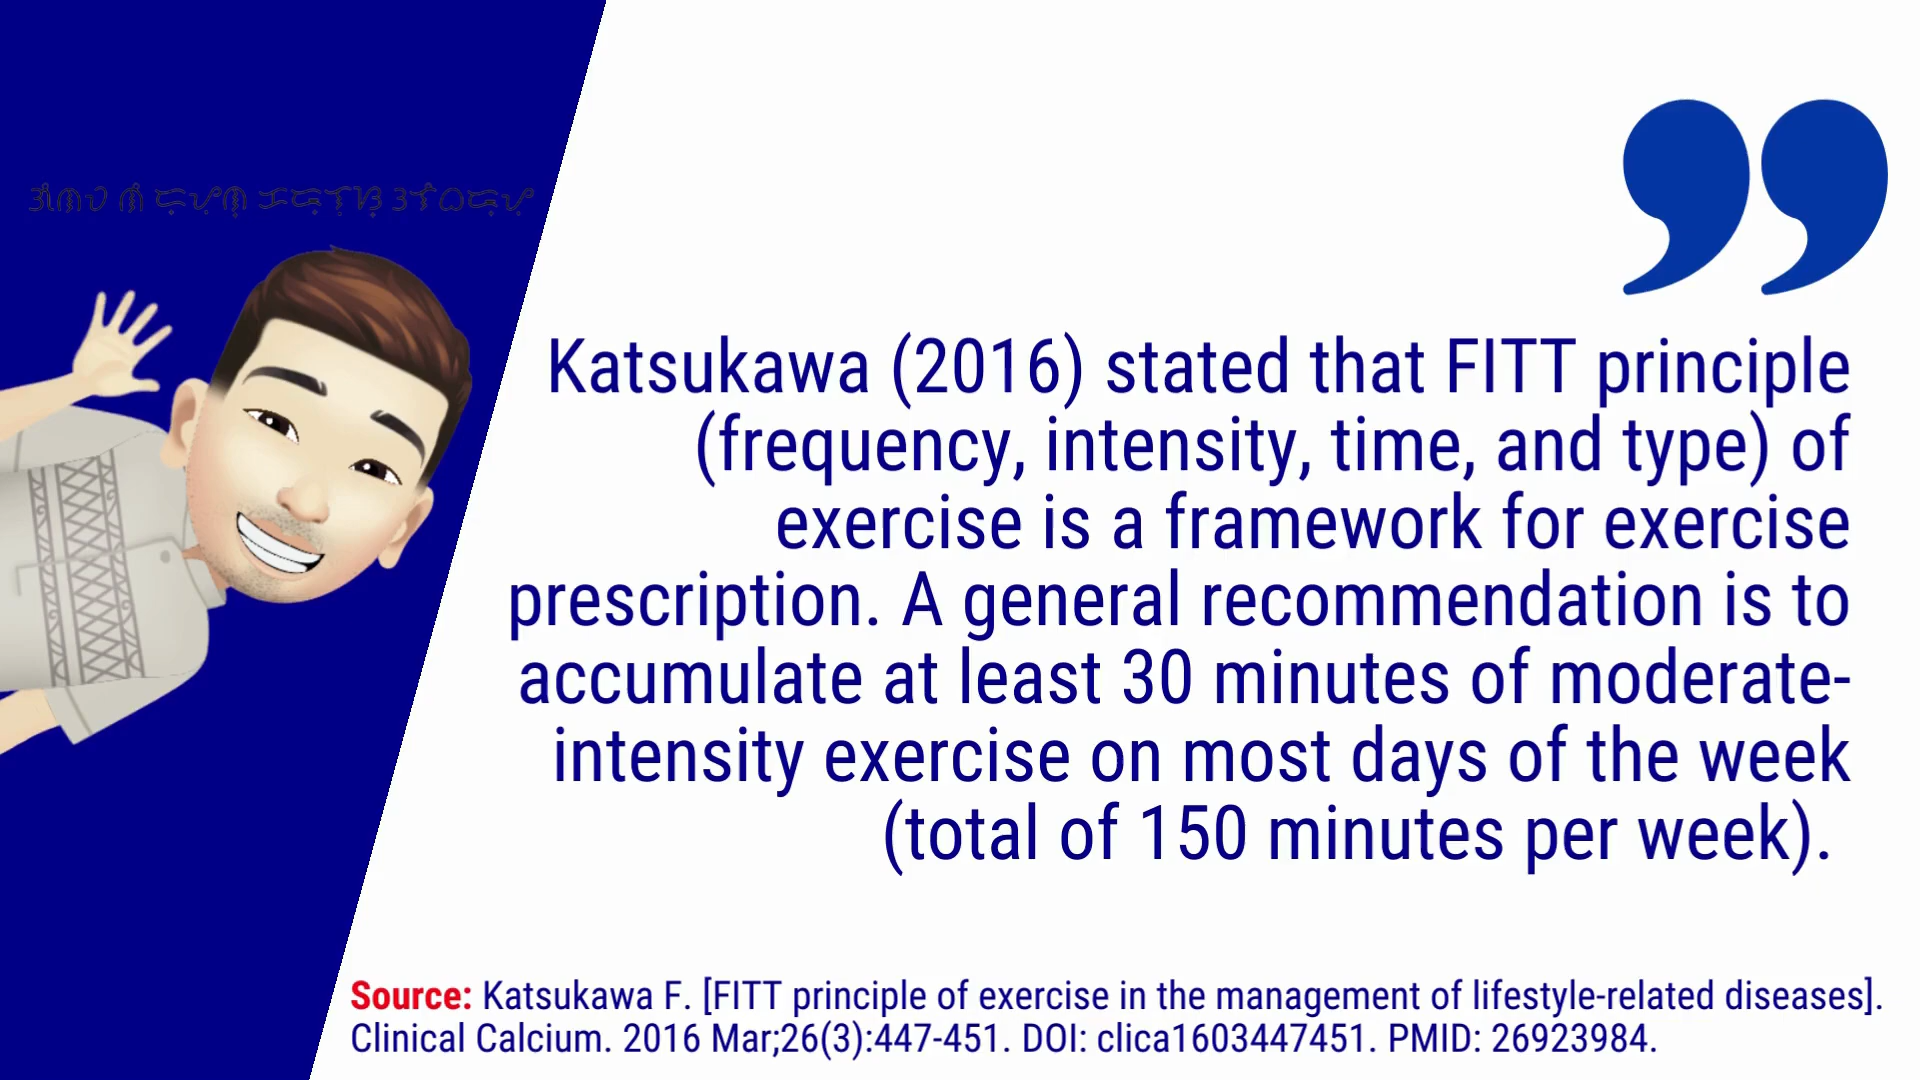 Katsukawa (2016) stated that FITT principle
(frequency, intensity, time, and type) of
exercise is a framework for exercise
prescription. A general recommendation is to
accumulate at least 30 minutes of moderate-
intensity exercise on most days of the week
(total of 150 minutes per week).
Source: Katsukawa F. [FITT principle of exercise in the management of lifestyle-related diseases].
Clinical Calcium. 2016 Mar;26(3):447-451. DOI: clica1603447451. PMID: 26923984.